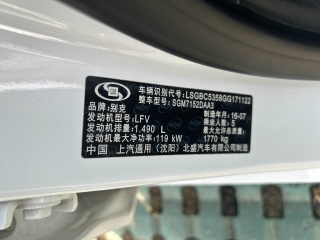 车辆识别代号: LSGBC5358GG171122
整车型号: SGM7152DAA3
品牌: 别克 制造年月: 16-07
发动机型号: LFV 乘坐人数: 5
发动机排量: 1.490 L 最大允许总质量:
发动机最大净功率: 119 kW 1770 kg
中国 上汽通用（沈阳）北盛汽车有限公司制造